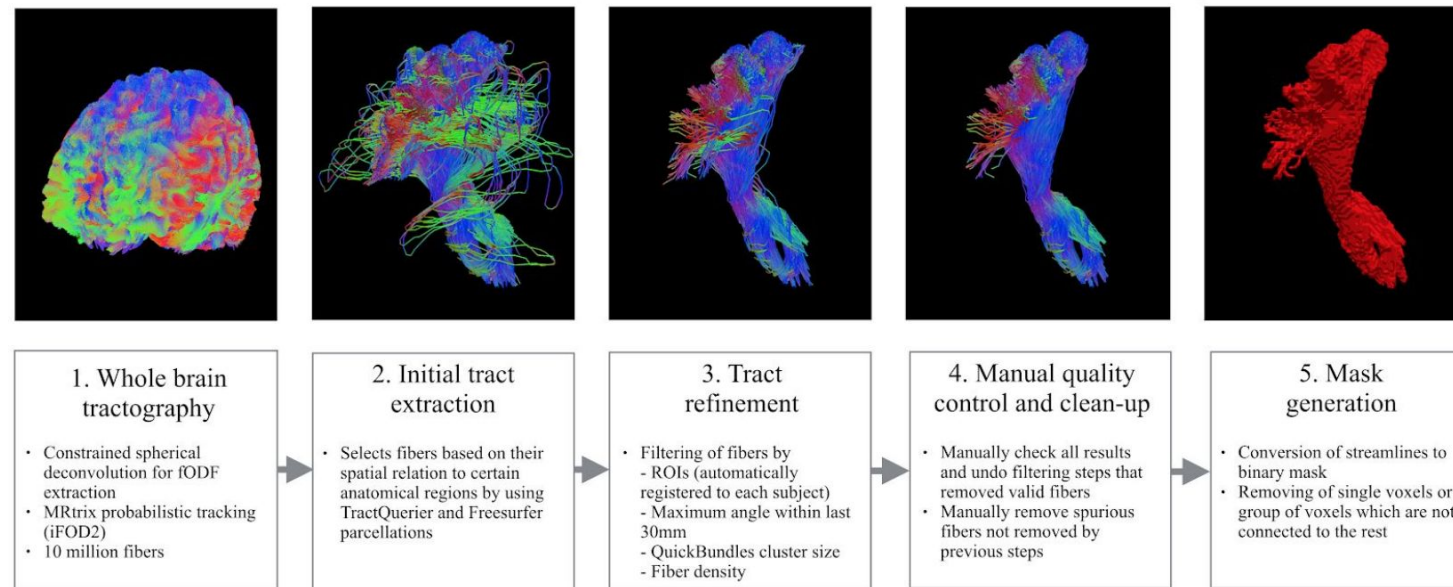 1. Whole brain
tractography
• Constrained spherical
deconvolution for fODF
extraction
• MRtrix probabilistic tracking
(iFOD2)
• 10 million fibers
2. Initial tract
extraction
• Selects fibers based on their
spatial relation to certain
anatomical regions by using
TractQuerier and Freesurfer
parcellations
3. Tract
refinement
• Filtering of fibers by
- ROIs (automatically
registered to each subject)
- Maximum angle within last
30mm
- QuickBundles cluster size
- Fiber density
4. Manual quality
control and clean-up
• Manually check all results
and undo filtering steps that
removed valid fibers
• Manually remove spurious
fibers not removed by
previous steps
5. Mask
generation
• Conversion of streamlines to
binary mask
• Removing of single voxels or
group of voxels which are not
connected to the rest